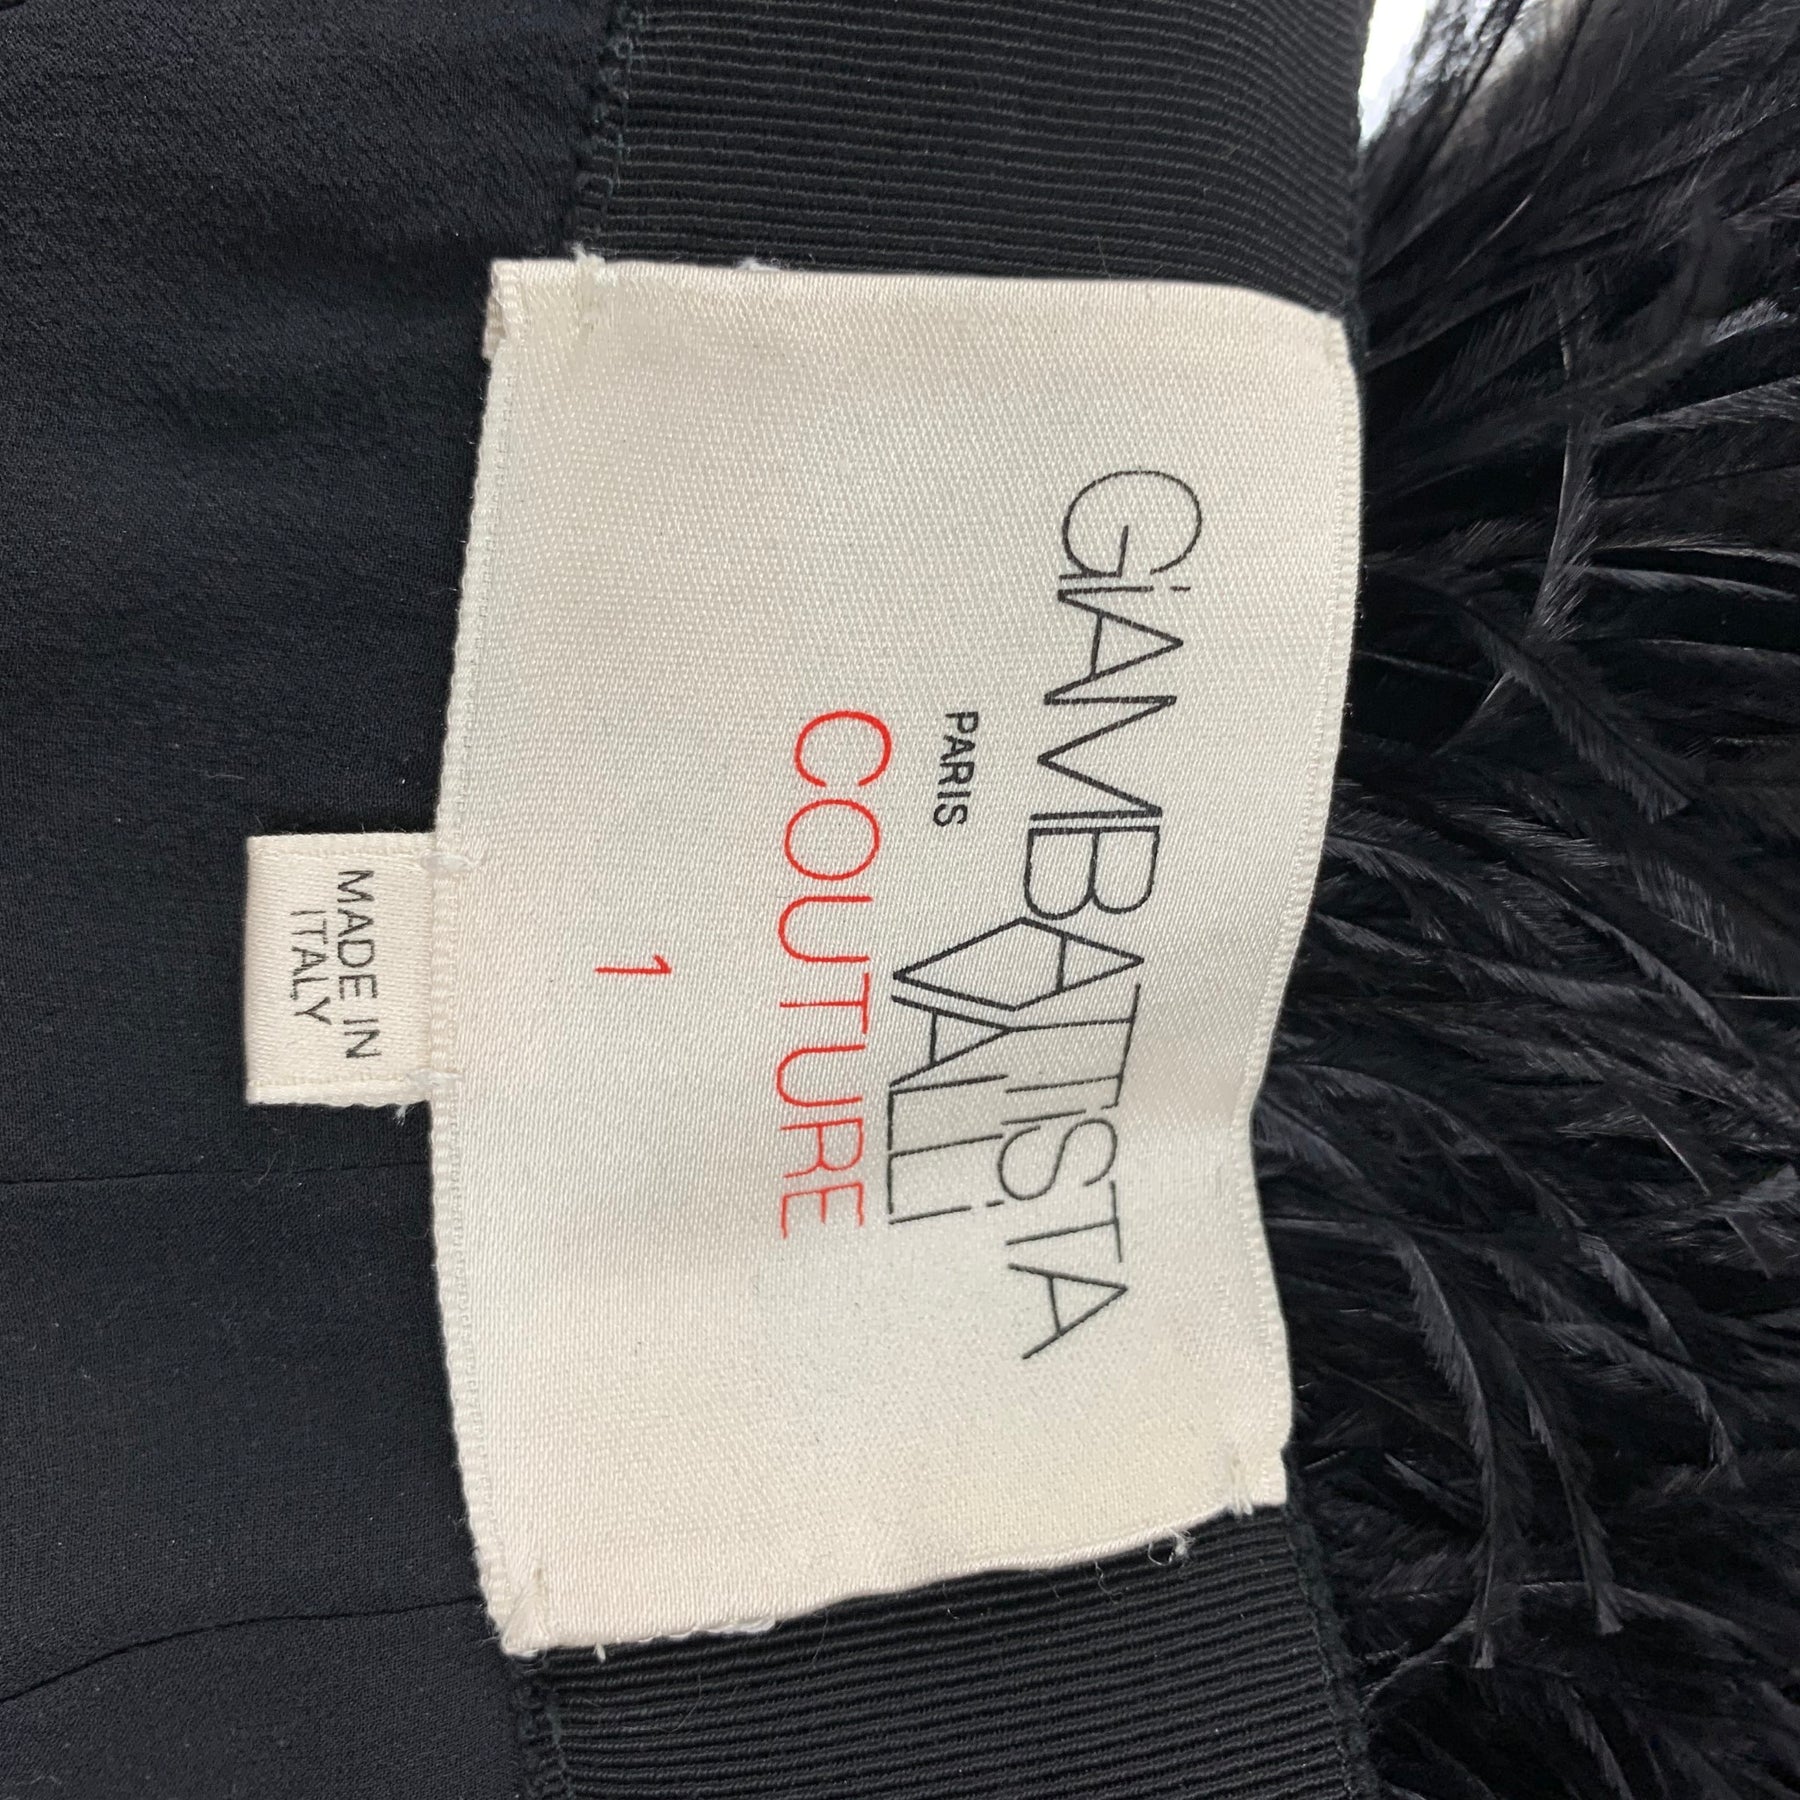 GiAMBATTiSTA
PARIS VALLi
COUTURE
1
MADE IN
ITALY